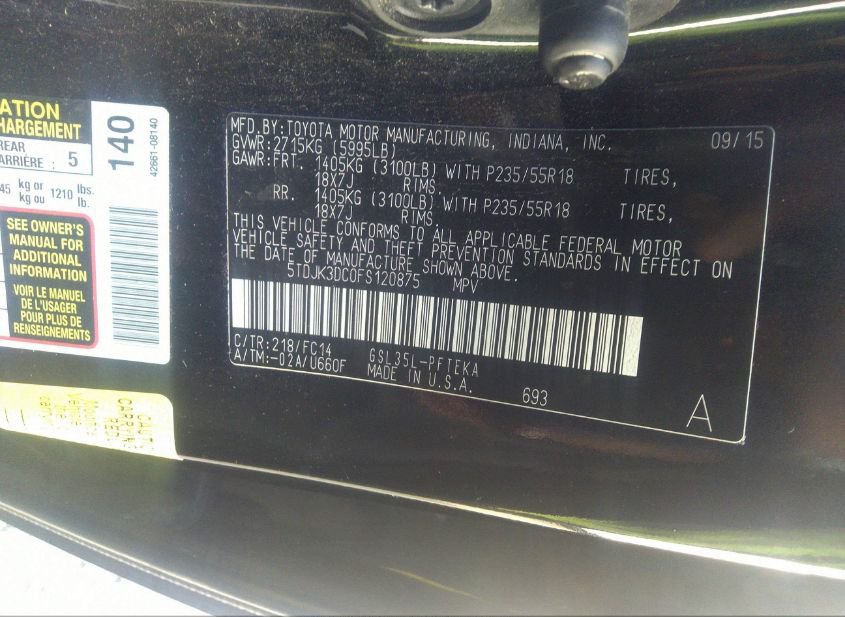 ATION
HARGEMENT
REAR
ARRIÈRE : 5
45 kg or 1210 lbs.
kg ou lb.
140
42661-08140
SEE OWNER'S
MANUAL FOR
ADDITIONAL
INFORMATION
VOIR LE MANUEL
DE L'USAGER
POUR PLUS DE
RENSEIGNEMENTS
MFD.BY:TOYOTA MOTOR MANUFACTURING, INDIANA, INC. 09/15
GVWR:2715KG (5995LB)
GAWR:FRT. 1405KG (3100LB) WITH P235/55R18 TIRES,
18X7J RIMS.
RR. 1405KG (3100LB) WITH P235/55R18 TIRES,
18X7J RIMS.
THIS VEHICLE CONFORMS TO ALL APPLICABLE FEDERAL MOTOR
VEHICLE SAFETY AND THEFT PREVENTION STANDARDS IN EFFECT ON
THE DATE OF MANUFACTURE SHOWN ABOVE.
5TDJK3DC0FS120875 MPV
C/TR:218/FC14 GSL35L-PFTEKA
A/TM:-02A/U660F MADE IN U.S.A.
693
A
CAUT
CARRYIN
RED